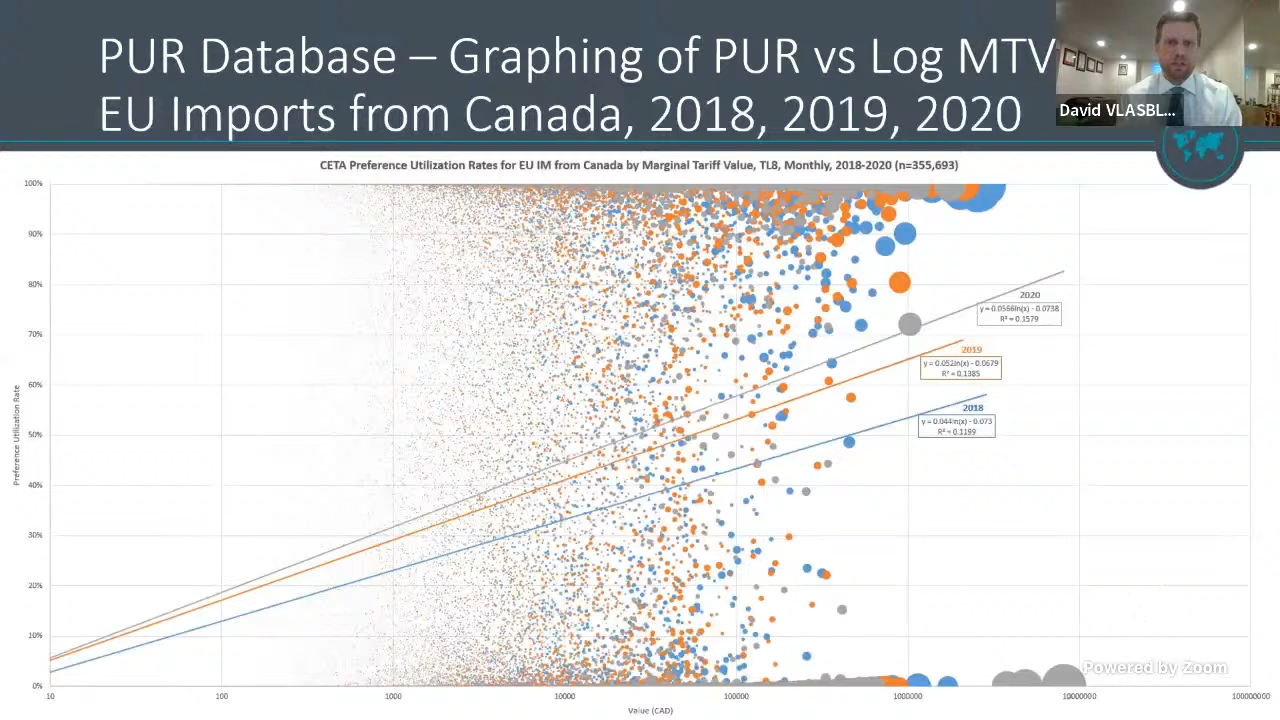 PUR Database – Graphing of PUR vs Log MTV
EU Imports from Canada, 2018, 2019, 2020
David VLASBL...
CETA Preference Utilization Rates for EU IM from Canada by Marginal Tariff Value, TL8, Monthly, 2018-2020 (n=355,693)
100%
90%
80%
70%
60%
50%
40%
30%
20%
10%
0%
Preference Utilization Rate
2020
y = 0.0566ln(x) - 0.0738
R² = 0.1579
2019
y = 0.052ln(x) - 0.0679
R² = 0.1385
2018
y = 0.044ln(x) - 0.073
R² = 0.1199
Powered by Zoom
10
100
1000
10000
100000
1000000
10000000
100000000
Value (CAD)